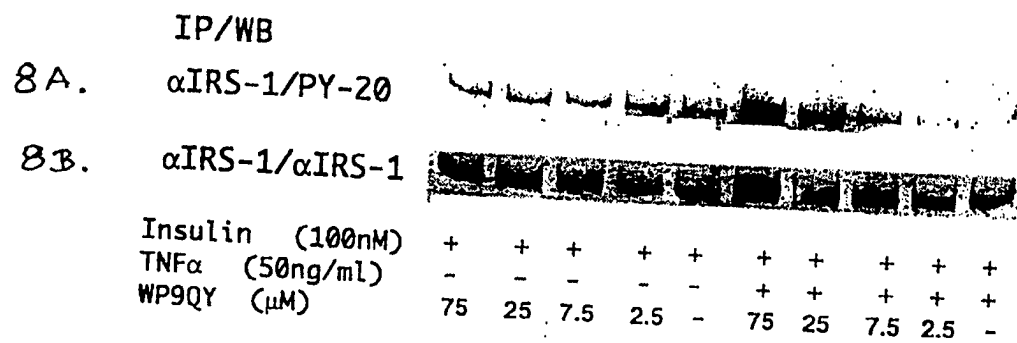 IP/WB
8A. αIRS-1/PY-20
8B. αIRS-1/αIRS-1
Insulin (100nM) + + + + + + + + + +
TNFα (50ng/ml) - - - - - + + + + +
WP9QY (μM) 75 25 7.5 2.5 - 75 25 7.5 2.5 -